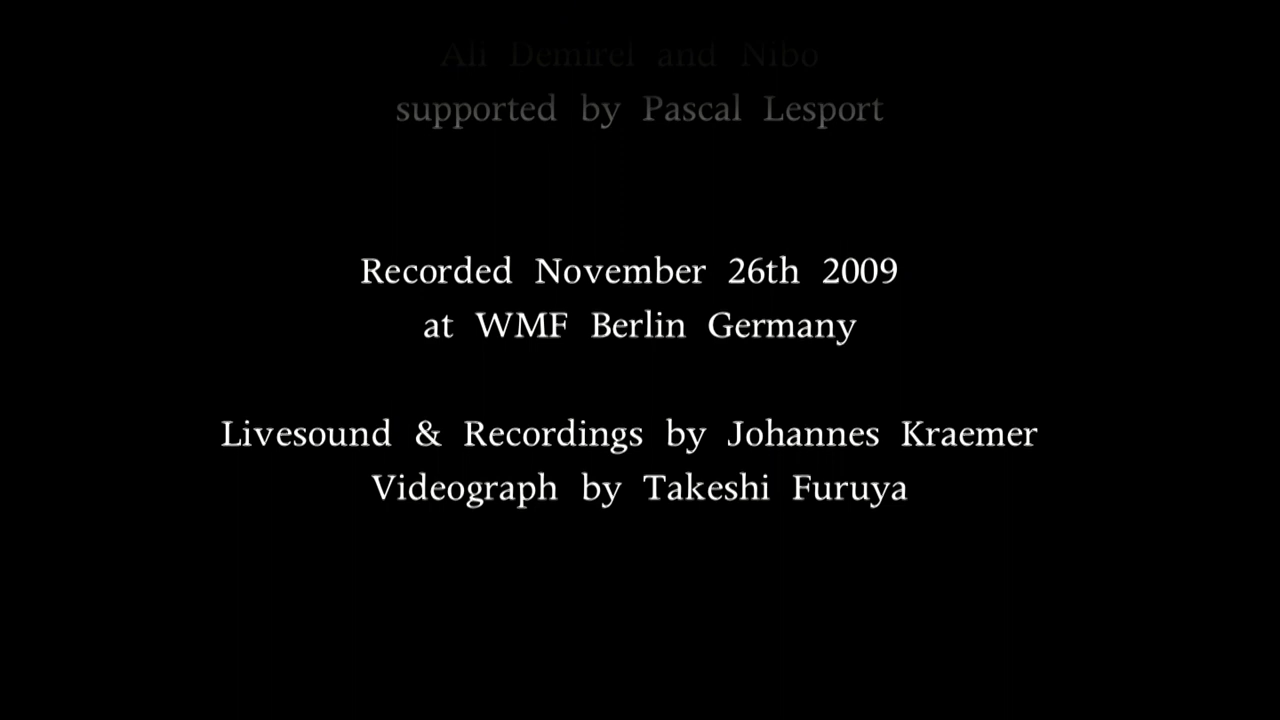 Ali Demirel and Nibo
supported by Pascal Lesport
Recorded November 26th 2009
at WMF Berlin Germany
Livesound & Recordings by Johannes Kraemer
Videograph by Takeshi Furuya